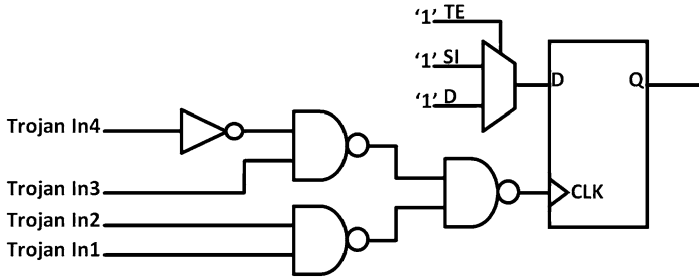 ‘1’ TE
‘1’ SI
‘1’ D
D
Q
Trojan In4
Trojan In3
CLK
Trojan In2
Trojan In1